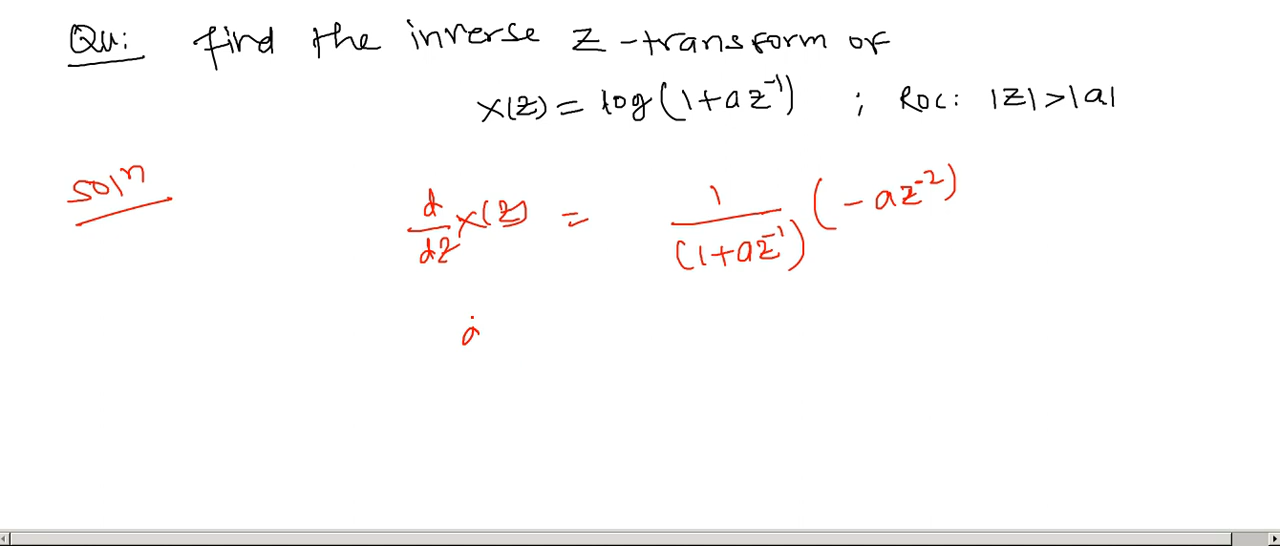 Qu: find the inverse z-transform of
X(z) = log(1+az⁻¹) ; ROC: |z|>|a|
Soln
d/dz X(z) = 1/(1+az⁻¹) (-az⁻²)